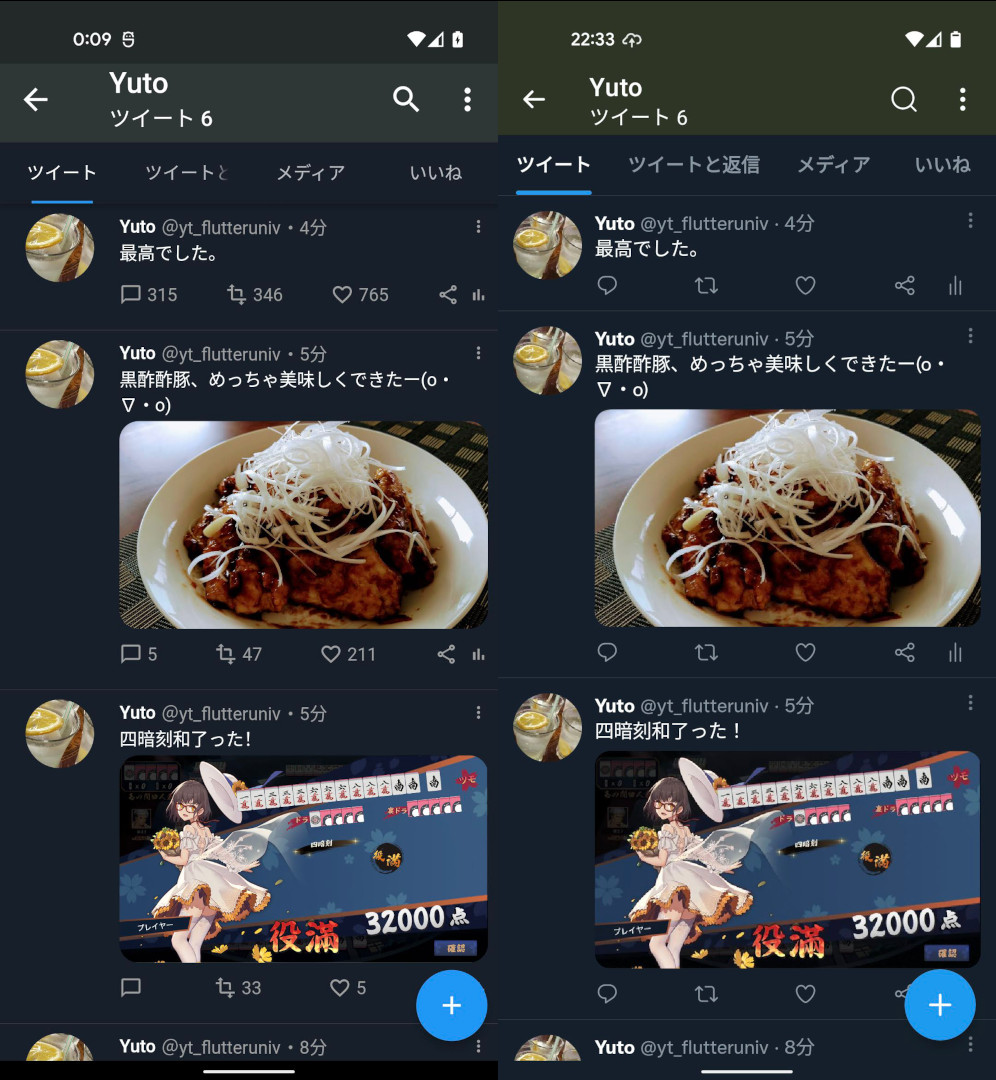 0:09
Yuto
ツイート 6
ツイート ツイートと メディア いいね
Yuto @yt_flutteruniv • 4分
最高でした。
315 346 765
Yuto @yt_flutteruniv • 5分
黒酢酢豚、めっちゃ美味しくできたー(o・
∇・o)
5 47 211
Yuto @yt_flutteruniv • 5分
四暗刻和了った!
ツモ
ドラ
裏ドラ
四暗刻
役満
プレイヤー
役満
32000点
確認
33 5
Yuto @yt_flutteruniv • 8分
22:33
Yuto
ツイート 6
ツイート ツイートと返信 メディア いいね
Yuto @yt_flutteruniv · 4分
最高でした。
Yuto @yt_flutteruniv · 5分
黒酢酢豚、めっちゃ美味しくできたー(o・
∇・o)
Yuto @yt_flutteruniv · 5分
四暗刻和了った！
ツモ
ドラ
裏ドラ
四暗刻
役満
プレイヤー
役満
32000点
確認
Yuto @yt_flutteruniv · 8分